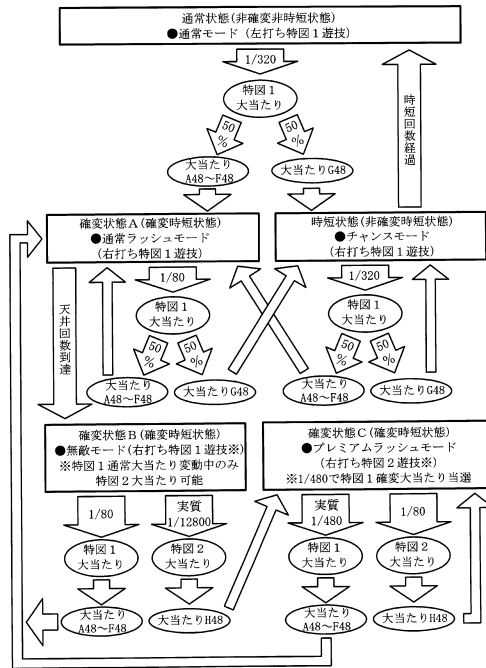 通常状態(非確変非時短状態)
●通常モード(左打ち特図１遊技)
1/320
特図１
大当たり
50%
50%
大当たり
A48～F48
大当たりG48
時短回数経過
確変状態Ａ(確変時短状態)
●通常ラッシュモード
(右打ち特図１遊技)
時短状態(非確変時短状態)
●チャンスモード
(右打ち特図１遊技)
天井回数到達
1/80
特図１
大当たり
50%
50%
大当たり
A48～F48
大当たりG48
1/320
特図１
大当たり
50%
50%
大当たり
A48～F48
大当たりG48
確変状態Ｂ(確変時短状態)
●無敵モード(右打ち特図１遊技※)
※特図１通常大当たり変動中のみ
特図２大当たり可能
確変状態Ｃ(確変時短状態)
●プレミアムラッシュモード
(右打ち特図２遊技※)
※1/480で特図１確変大当たり当選
1/80
特図１
大当たり
大当たり
A48～F48
実質
1/12800
特図２
大当たり
大当たりH48
実質
1/480
特図１
大当たり
大当たり
A48～F48
1/80
特図２
大当たり
大当たりH48